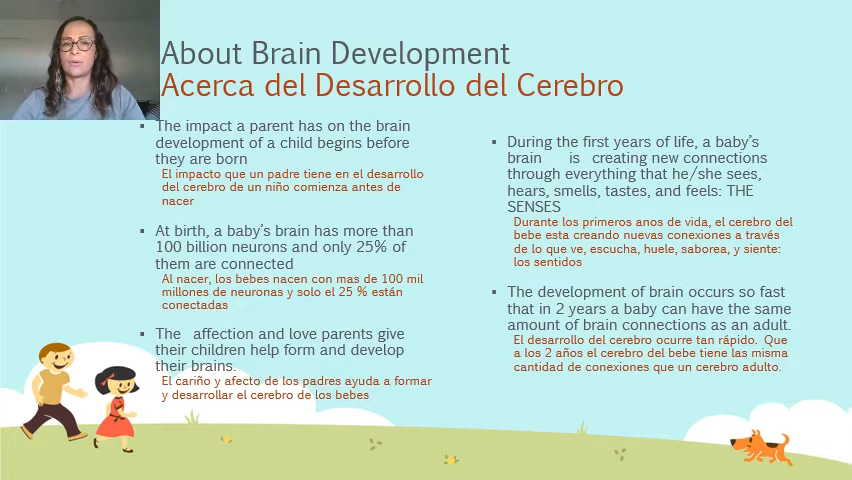 About Brain Development
Acerca del Desarrollo del Cerebro
The impact a parent has on the brain
development of a child begins before
they are born
El impacto que un padre tiene en el desarrollo
del cerebro de un niño comienza antes de
nacer
At birth, a baby's brain has more than
100 billion neurons and only 25% of
them are connected
Al nacer, los bebes nacen con mas de 100 mil
millones de neuronas y solo el 25 % están
conectadas
The affection and love parents give
their children help form and develop
their brains.
El cariño y afecto de los padres ayuda a formar
y desarrollar el cerebro de los bebes
During the first years of life, a baby's
brain is creating new connections
through everything that he/she sees,
hears, smells, tastes, and feels: THE
SENSES
Durante los primeros anos de vida, el cerebro del
bebe esta creando nuevas conexiones a través
de lo que ve, escucha, huele, saborea, y siente:
los sentidos
The development of brain occurs so fast
that in 2 years a baby can have the same
amount of brain connections as an adult.
El desarrollo del cerebro ocurre tan rápido. Que
a los 2 años el cerebro del bebe tiene las misma
cantidad de conexiones que un cerebro adulto.